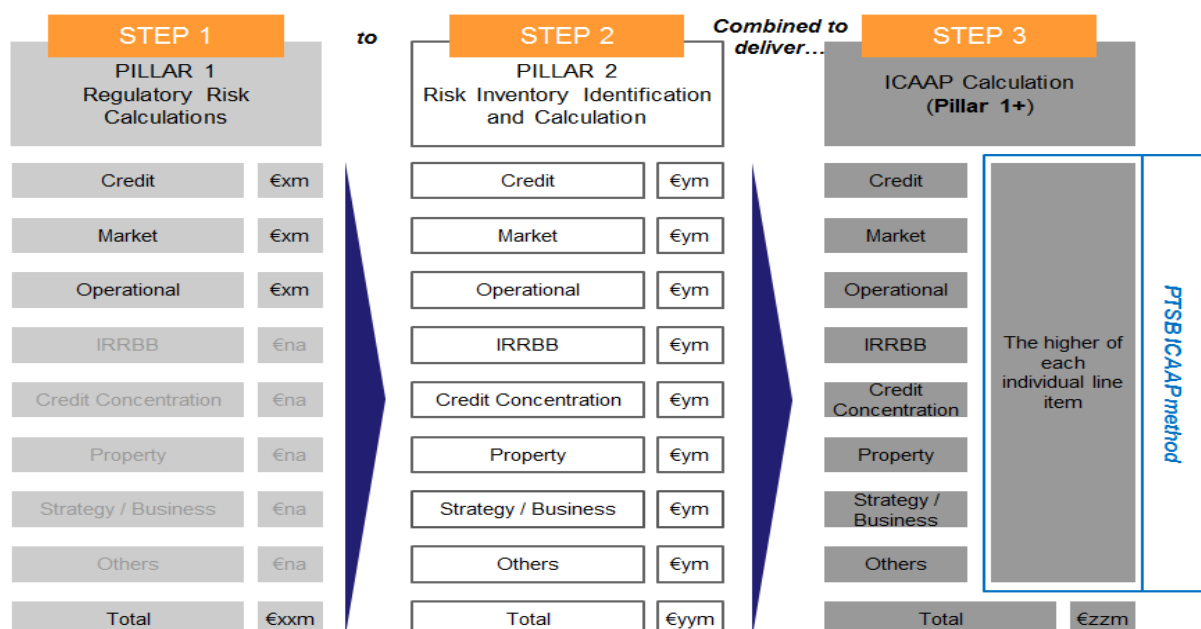 STEP 1
to
STEP 2
Combined to
deliver…
STEP 3
PILLAR 1
Regulatory Risk
Calculations
PILLAR 2
Risk Inventory Identification
and Calculation
ICAAP Calculation
(Pillar 1+)
Credit €xm
Market €xm
Operational €xm
IRRBB €na
Credit Concentration €na
Property €na
Strategy / Business €na
Others €na
Total €xxm
Credit €ym
Market €ym
Operational €ym
IRRBB €ym
Credit Concentration €ym
Property €ym
Strategy / Business €ym
Others €ym
Total €yym
Credit
Market
Operational
IRRBB
Credit
Concentration
Property
Strategy /
Business
Others
Total €zzm
The higher of
each
individual line
item
PTSB ICAAP method